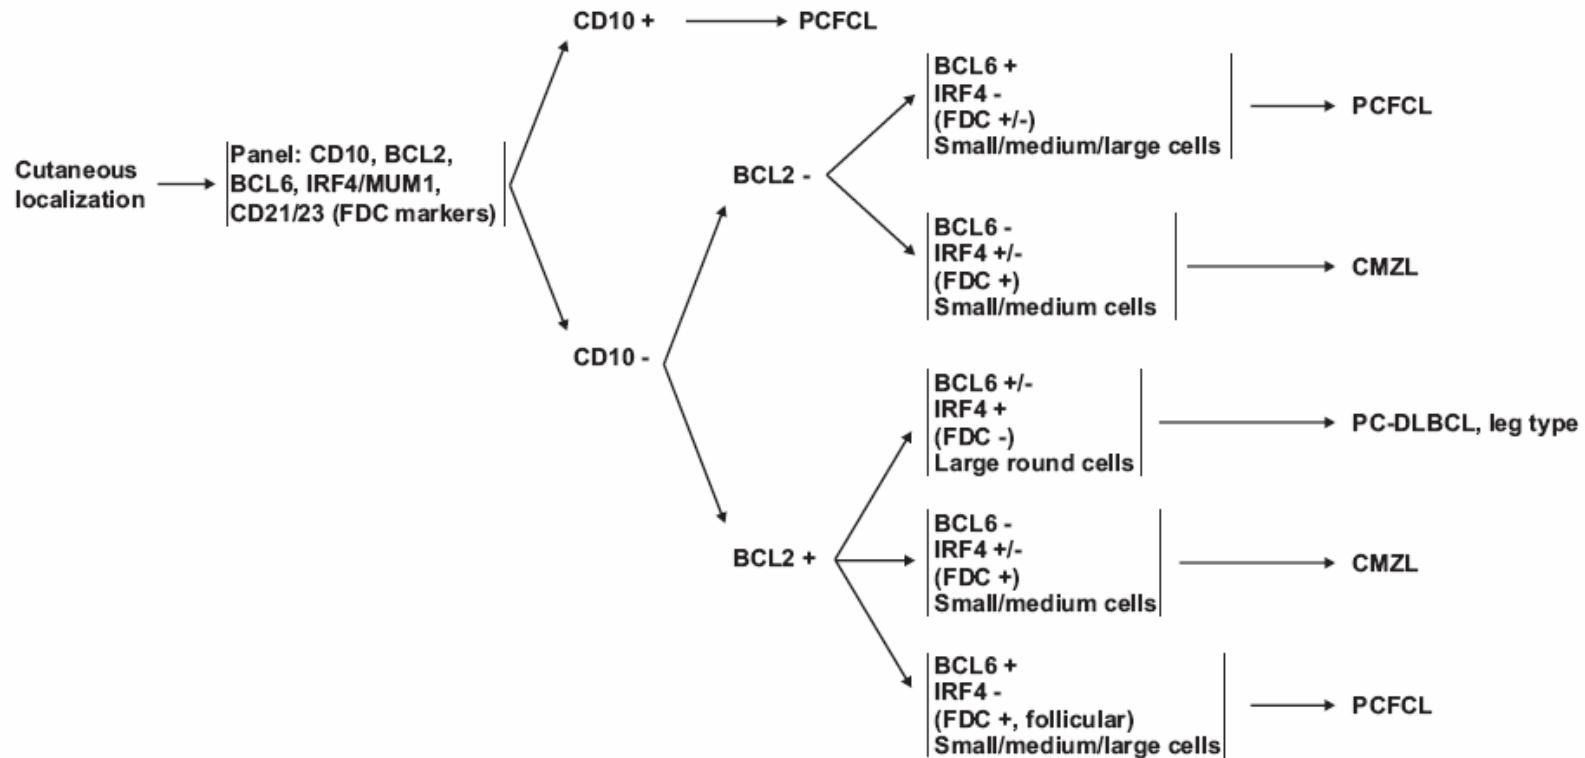 Cutaneous
localization
Panel: CD10, BCL2,
BCL6, IRF4/MUM1,
CD21/23 (FDC markers)
CD10 +
PCFCL
CD10 -
BCL2 -
BCL6 +
IRF4 -
(FDC +/-)
Small/medium/large cells
PCFCL
BCL6 -
IRF4 +/-
(FDC +)
Small/medium cells
CMZL
BCL2 +
BCL6 +/-
IRF4 +
(FDC -)
Large round cells
PC-DLBCL, leg type
BCL6 -
IRF4 +/-
(FDC +)
Small/medium cells
CMZL
BCL6 +
IRF4 -
(FDC +, follicular)
Small/medium/large cells
PCFCL